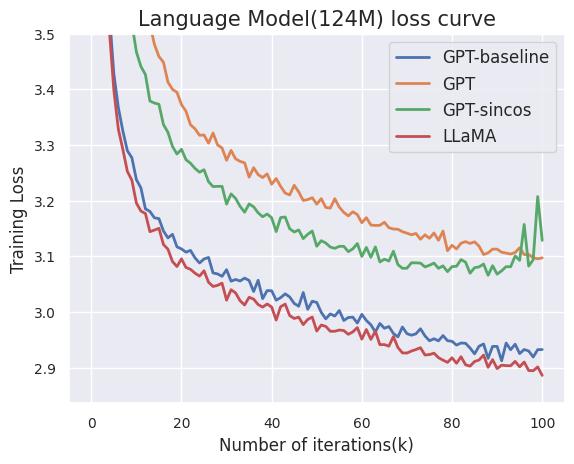 Language Model(124M) loss curve
3.5
3.4
3.3
3.2
3.1
3.0
2.9
Training Loss
GPT-baseline
GPT
GPT-sincos
LLaMA
0 20 40 60 80 100
Number of iterations(k)